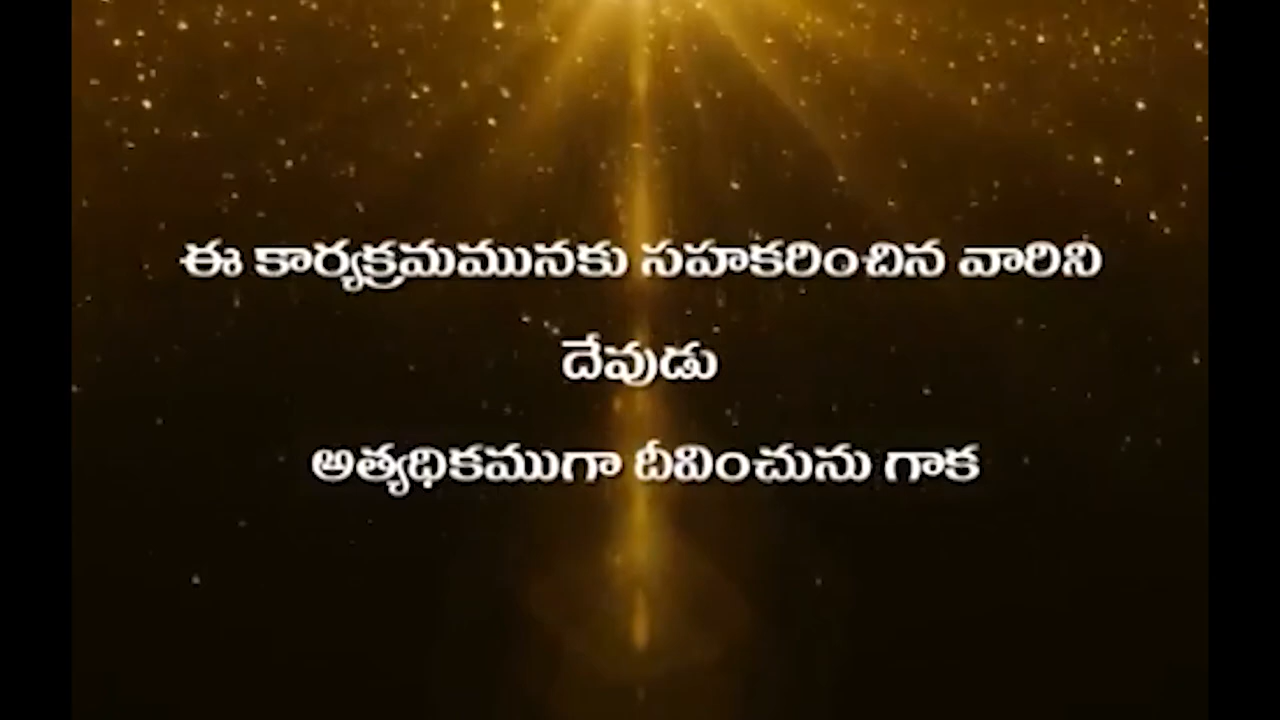 ఈ కార్యక్రమమునకు సహకరించిన వారిని
దేవుడు
అత్యధికముగా దీవించును గాక